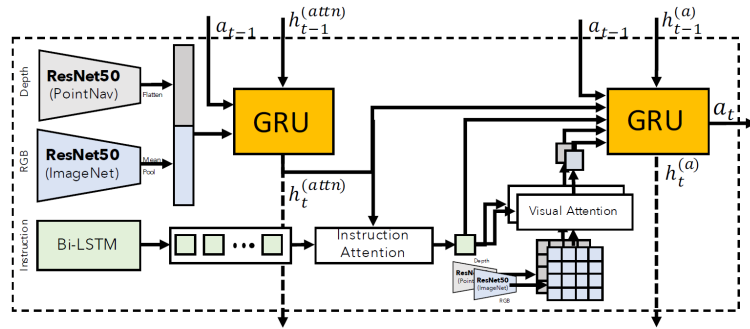 a_{t-1}
h_{t-1}^{(attn)}
a_{t-1}
h_{t-1}^{(a)}
Depth
ResNet50
(PointNav)
Flatten
GRU
GRU
a_t
RGB
ResNet50
(ImageNet)
Mean
Pool
h_t^{(attn)}
h_t^{(a)}
Instruction
Bi-LSTM
Instruction
Attention
Visual Attention
Depth
ResNet50
(ImageNet)
RGB